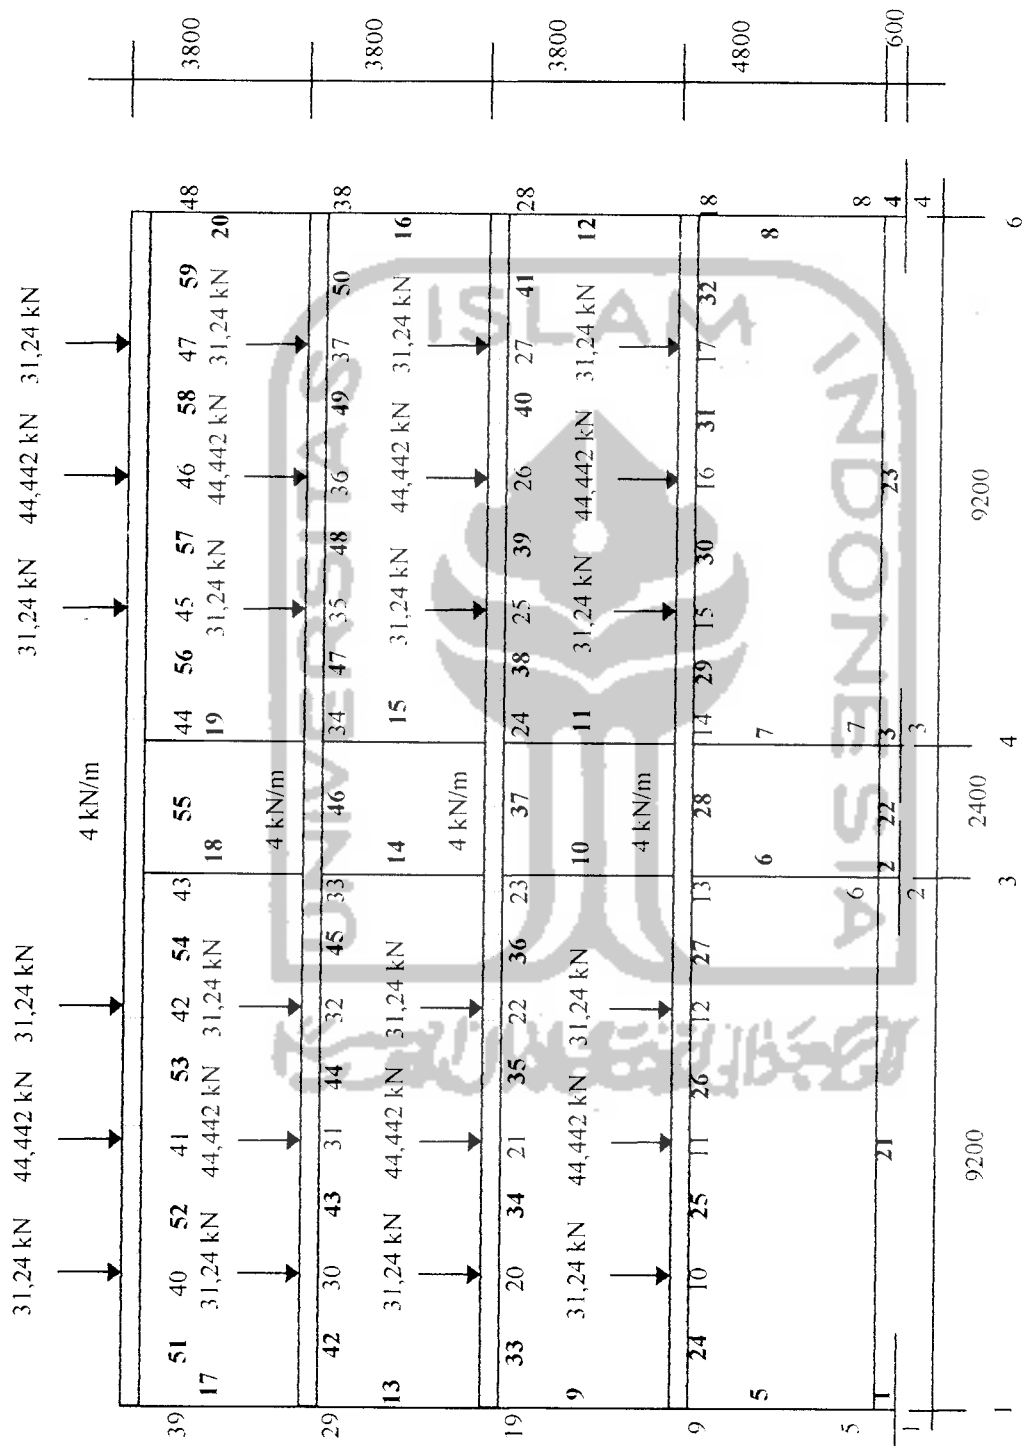 31,24 kN 44,442 kN 31,24 kN 31,24 kN 44,442 kN 31,24 kN
4 kN/m
39 51 40 52 41 53 42 54 43 55 44 56 45 57 46 58 47 59 48
3800
17 31,24 kN 44,442 kN 31,24 kN 18 19 31,24 kN 44,442 kN 31,24 kN 20
4 kN/m
29 42 30 43 31 44 32 45 33 46 34 47 35 48 36 49 37 50 38
3800
13 31,24 kN 44,442 kN 31,24 kN 14 15 31,24 kN 44,442 kN 31,24 kN 16
4 kN/m
19 33 20 34 21 35 22 36 23 37 24 38 25 39 26 40 27 41 28
3800
9 31,24 kN 44,442 kN 31,24 kN 10 11 31,24 kN 44,442 kN 31,24 kN 12
4 kN/m
9 24 10 25 11 26 12 27 13 28 14 29 15 30 16 31 17 32 18
4800
5 6 7 8
5 6 7 8
1 21 2 22 3 23 4
600
1 2 3 4
9200 2400 9200
1 3 4 6
UNIVERSITAS
ISLAM
INDONESIA